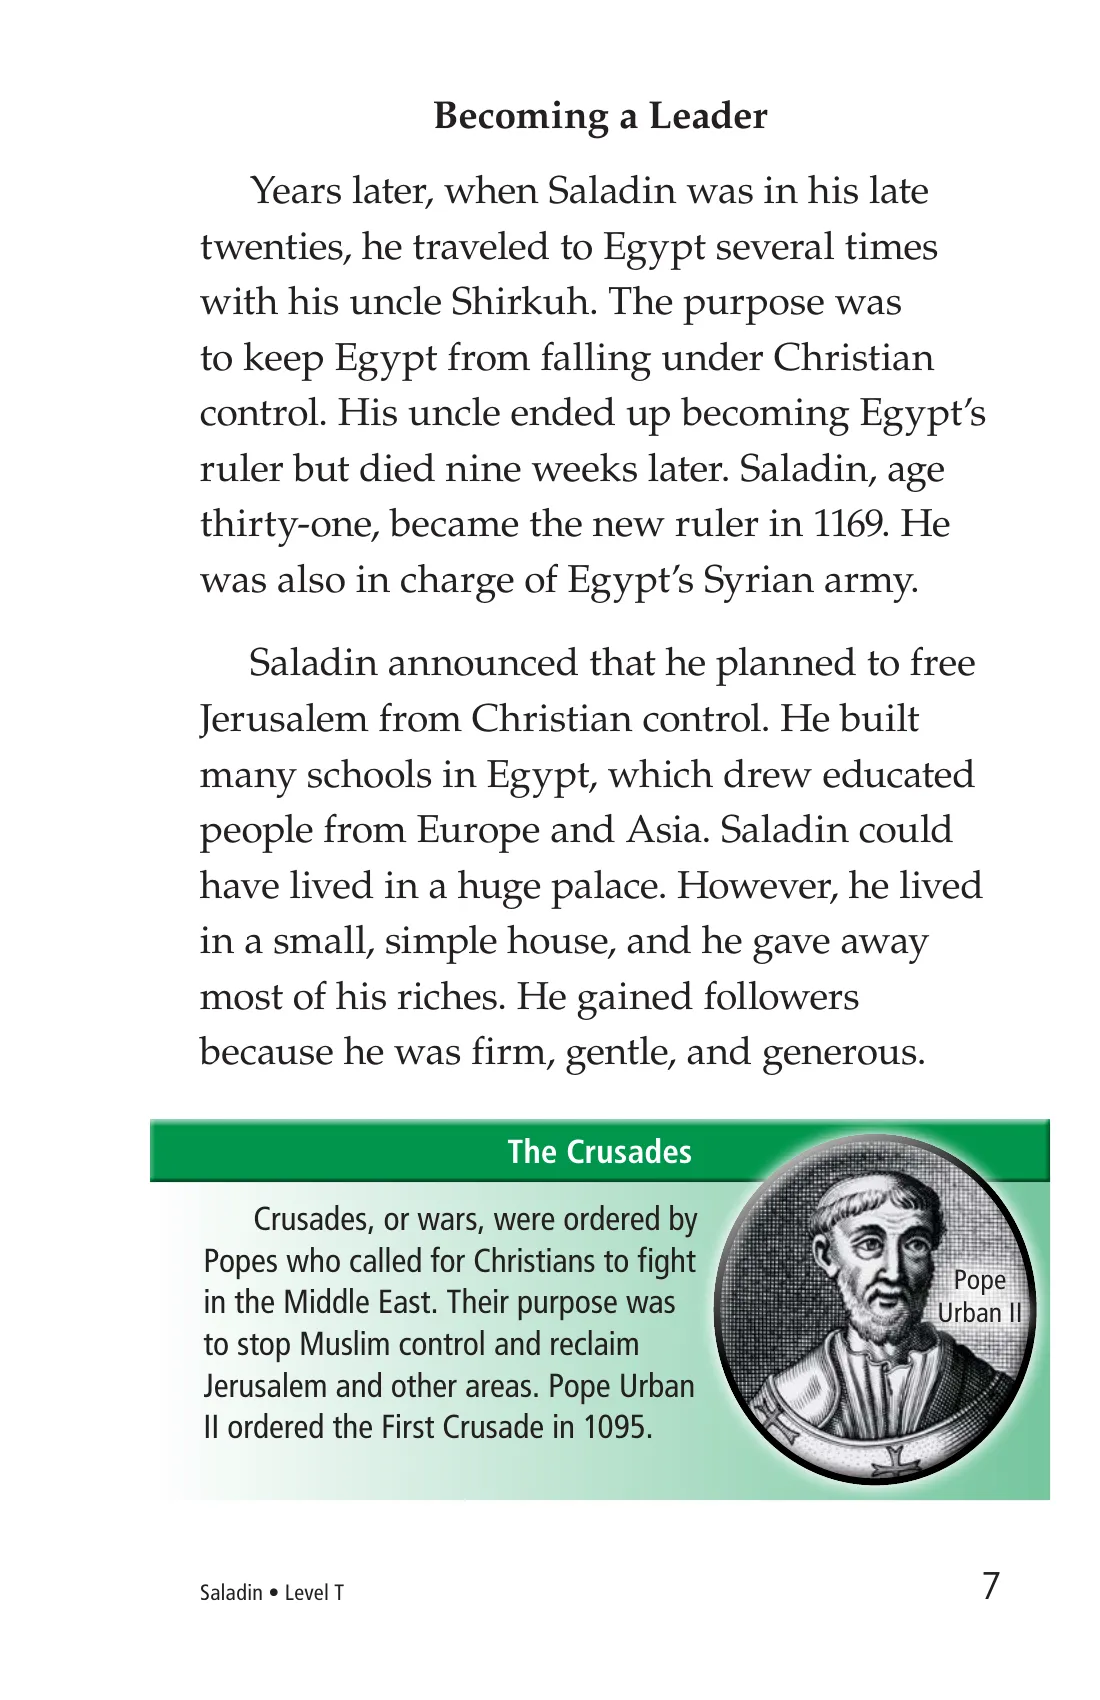 Becoming a Leader
Years later, when Saladin was in his late
twenties, he traveled to Egypt several times
with his uncle Shirkuh. The purpose was
to keep Egypt from falling under Christian
control. His uncle ended up becoming Egypt’s
ruler but died nine weeks later. Saladin, age
thirty-one, became the new ruler in 1169. He
was also in charge of Egypt’s Syrian army.
Saladin announced that he planned to free
Jerusalem from Christian control. He built
many schools in Egypt, which drew educated
people from Europe and Asia. Saladin could
have lived in a huge palace. However, he lived
in a small, simple house, and he gave away
most of his riches. He gained followers
because he was firm, gentle, and generous.
The Crusades
Crusades, or wars, were ordered by
Popes who called for Christians to fight
in the Middle East. Their purpose was
to stop Muslim control and reclaim
Jerusalem and other areas. Pope Urban
II ordered the First Crusade in 1095.
Pope
Urban II
Saladin • Level T
7